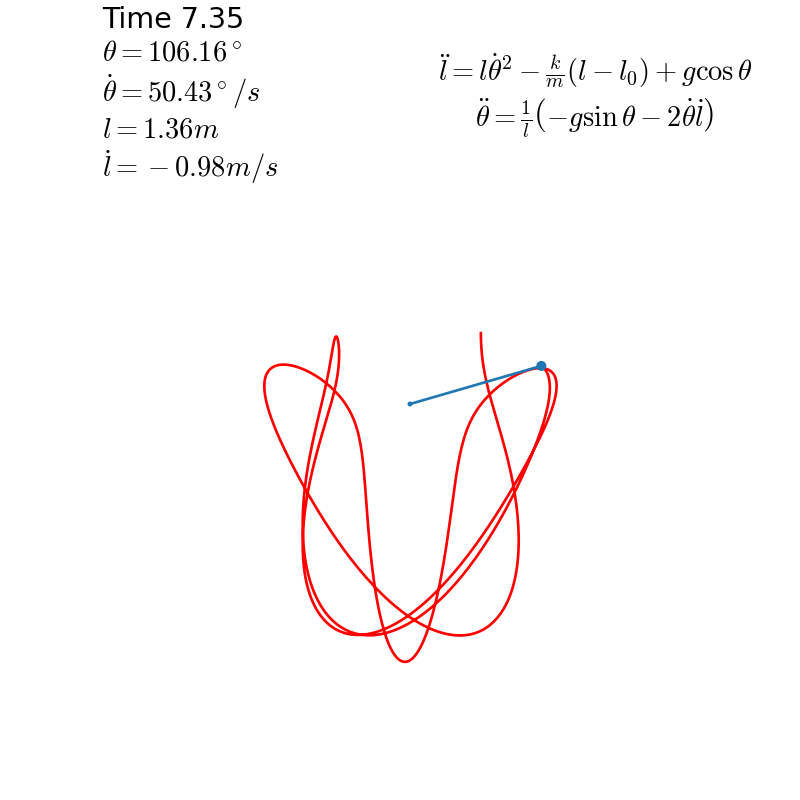 Time 7.35
θ = 106.16°
θ̇ = 50.43°/s
l = 1.36m
l̇ = −0.98m/s
l̈ = lθ̇² − k/m(l − l₀) + g cos θ
θ̈ = 1/l(−g sin θ − 2θ̇l̇)